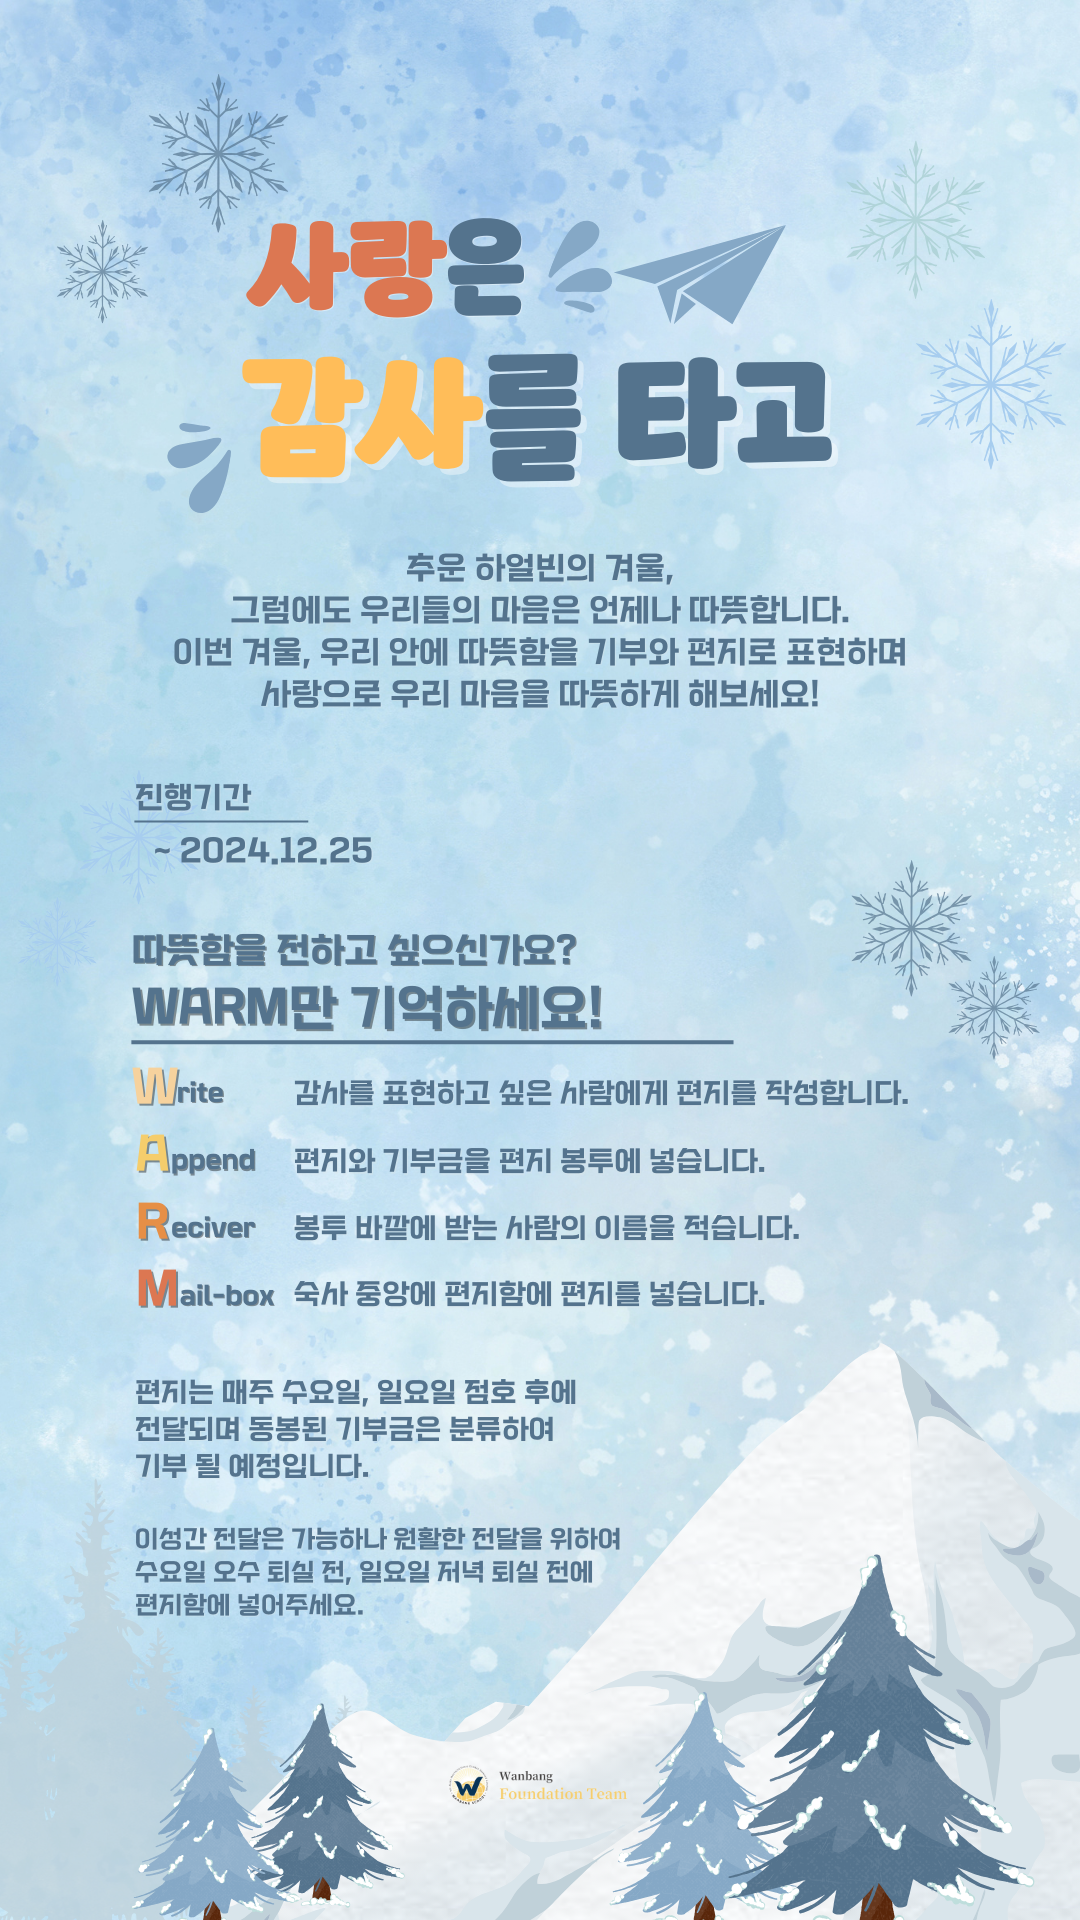 사랑은
감사를 타고
추운 하얼빈의 겨울,
그럼에도 우리들의 마음은 언제나 따뜻합니다.
이번 겨울, 우리 안에 따뜻함을 기부와 편지로 표현하며
사랑으로 우리 마음을 따뜻하게 해보세요!
진행기간
~ 2024.12.25
따뜻함을 전하고 싶으신가요?
WARM만 기억하세요!
Write 감사를 표현하고 싶은 사람에게 편지를 작성합니다.
Append 편지와 기부금을 편지 봉투에 넣습니다.
Reciver 봉투 바깥에 받는 사람의 이름을 적습니다.
Mail-box 숙사 중앙에 편지함에 편지를 넣습니다.
편지는 매주 수요일, 일요일 점호 후에
전달되며 동봉된 기부금은 분류하여
기부 될 예정입니다.
이성간 전달은 가능하나 원활한 전달을 위하여
수요일 오수 퇴실 전, 일요일 저녁 퇴실 전에
편지함에 넣어주세요.
W
Wanbang
Foundation Team